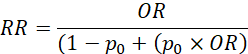 RR = OR / (1 − p₀ + (p₀ × OR)